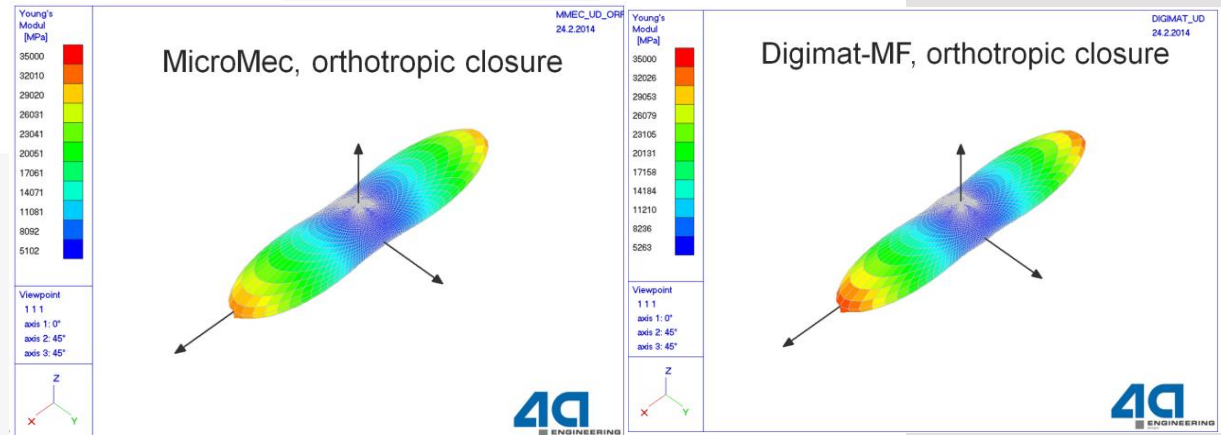 Young's
Modul
[MPa]
35000
32010
29020
26031
23041
20051
17061
14071
11081
8092
5102
Viewpoint
1 1 1
axis 1: 0°
axis 2: 45°
axis 3: 45°
Z
X
Y
MicroMec, orthotropic closure
MMEC_UD_ORF
24.2.2014
4a
ENGINEERING
Young's
Modul
[MPa]
35000
32026
29053
26079
23105
20131
17158
14184
11210
8236
5263
Viewpoint
1 1 1
axis 1: 0°
axis 2: 45°
axis 3: 45°
Z
X
Y
Digimat-MF, orthotropic closure
DIGIMAT_UD
24.2.2014
4a
ENGINEERING